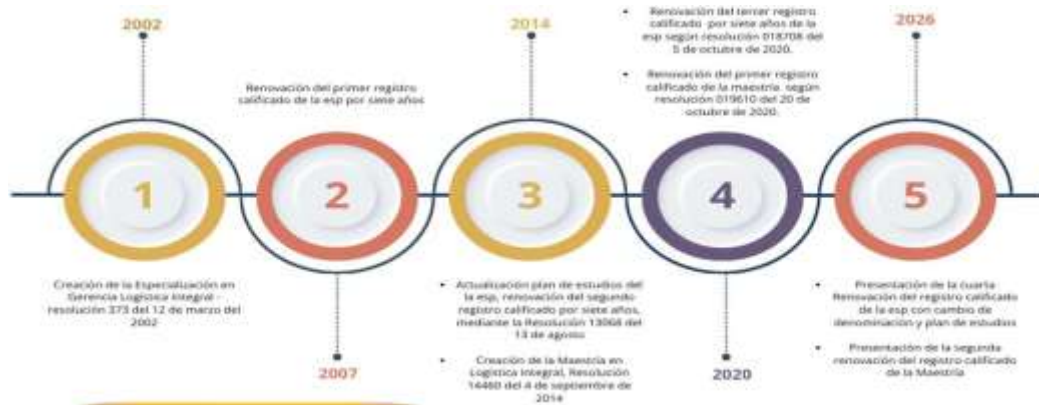 2002
1
Creación de la Especialización en
Gerencia Logística Integral -
resolución 373 del 12 de marzo del
2002
Renovación del primer registro
calificado de la esp por siete años
2
2007
2014
3
• Actualización plan de estudios del
la esp, renovación del segundo
registro calificado por siete años,
mediante la Resolución 13068 del
13 de agosto
• Creación de la Maestría en
Logística Integral, Resolución
14460 del 4 de septiembre de
2014
• Renovación del tercer registro
calificado por siete años de la
esp según resolución 018708 del
5 de octubre de 2020.
• Renovación del primer registro
calificado de la maestría según
resolución 019610 del 20 de
octubre de 2020.
4
2020
2026
5
• Presentación de la cuarta
Renovación del registro calificado
de la esp con cambio de
denominación y plan de estudios
• Presentación de la segunda
renovación del registro calificado
de la Maestría